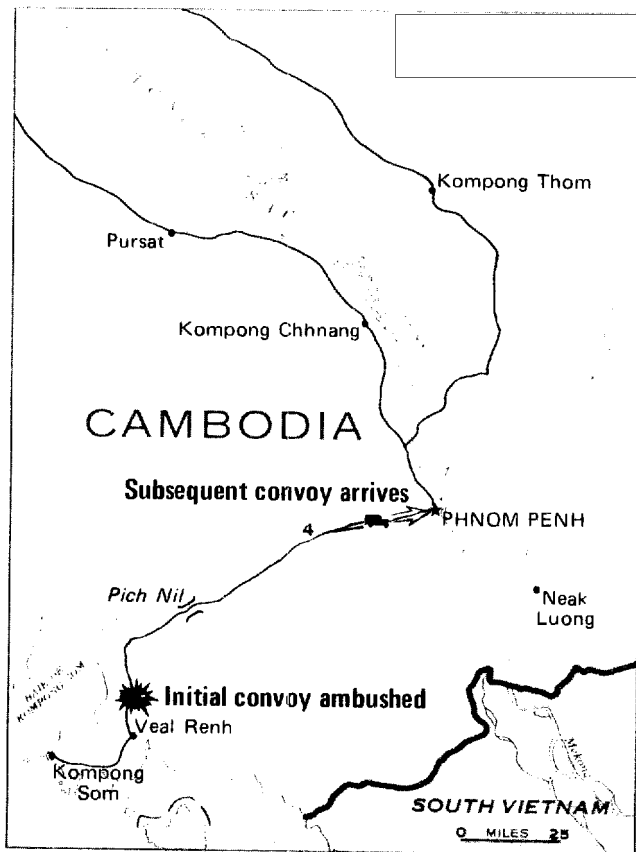 Kompong Thom
Pursat
Kompong Chhnang
CAMBODIA
Subsequent convoy arrives
PHNOM PENH
4
Pich Nil
Neak
Luong
Initial convoy ambushed
Veal Renh
Kompong
Som
Mekong
SOUTH VIETNAM
0 MILES 25